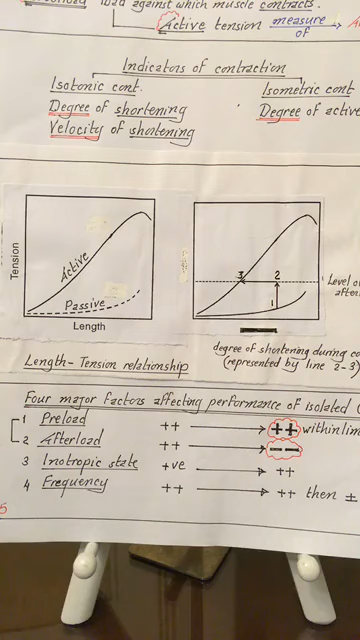 load against which muscle contracts.
Active tension measure
of
Indicators of contraction
Isotonic cont.
Isometric cont
Degree of shortening
Degree of active
Velocity of shortening
Tension
Active
Passive
Length
3
2
1
Level o
after
degree of shortening during co
(represented by line 2-3)
Length-Tension relationship
Four major factors affecting performance of isolated
1 Preload ++ ++ within lim
2 Afterload ++ --
3 Inotropic state +ve ++
4 Frequency ++ ++ then ±
5